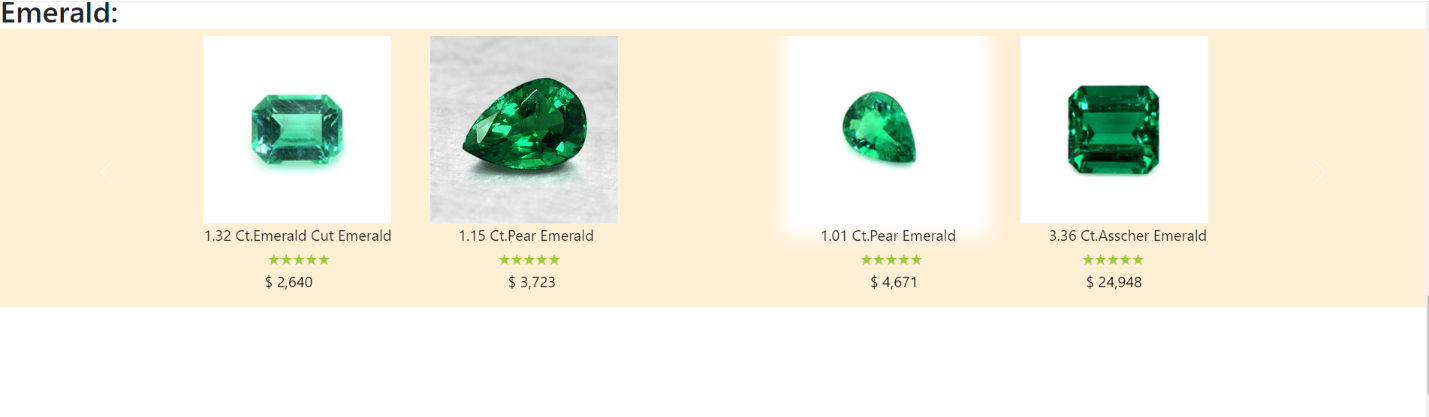 Emerald:
1.32 Ct.Emerald Cut Emerald
★★★★★
$ 2,640
1.15 Ct.Pear Emerald
★★★★★
$ 3,723
1.01 Ct.Pear Emerald
★★★★★
$ 4,671
3.36 Ct.Asscher Emerald
★★★★★
$ 24,948